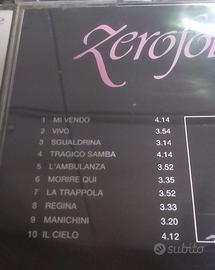 Zerofo
1 MI VENDO 4.14
2 VIVO 3.54
3 SGUALDRINA 3.14
4 TRAGICO SAMBA 4.14
5 L'AMBULANZA 3.52
6 MORIRE QUI 3.35
7 LA TRAPPOLA 3.52
8 REGINA 3.33
9 MANICHINI 3.20
10 IL CIELO 4.12
subito